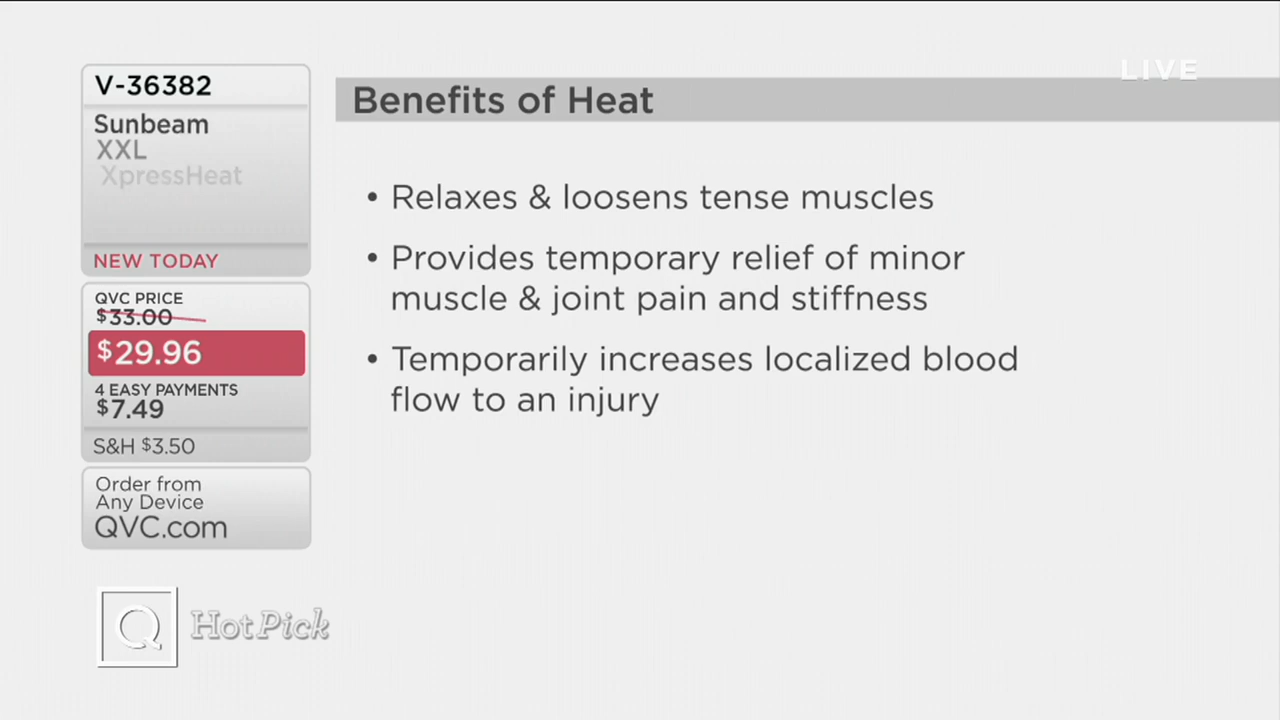 LIVE
V-36382
Sunbeam
XXL
XpressHeat
NEW TODAY
QVC PRICE
$33.00
$29.96
4 EASY PAYMENTS
$7.49
S&H $3.50
Order from
Any Device
QVC.com
Q HotPick
Benefits of Heat
• Relaxes & loosens tense muscles
• Provides temporary relief of minor
muscle & joint pain and stiffness
• Temporarily increases localized blood
flow to an injury